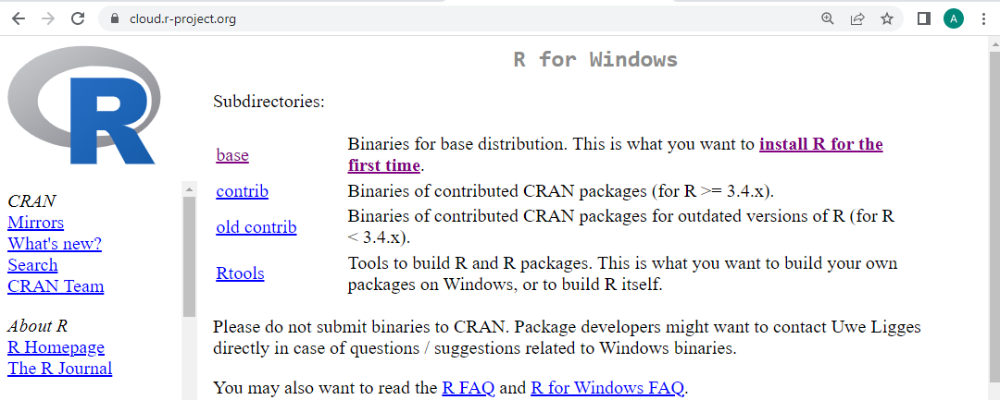 cloud.r-project.org
A
R
R for Windows
Subdirectories:
base
Binaries for base distribution. This is what you want to install R for the
first time.
contrib
Binaries of contributed CRAN packages (for R >= 3.4.x).
old contrib
Binaries of contributed CRAN packages for outdated versions of R (for R
< 3.4.x).
Rtools
Tools to build R and R packages. This is what you want to build your own
packages on Windows, or to build R itself.
Please do not submit binaries to CRAN. Package developers might want to contact Uwe Ligges
directly in case of questions / suggestions related to Windows binaries.
You may also want to read the R FAQ and R for Windows FAQ.
CRAN
Mirrors
What's new?
Search
CRAN Team
About R
R Homepage
The R Journal